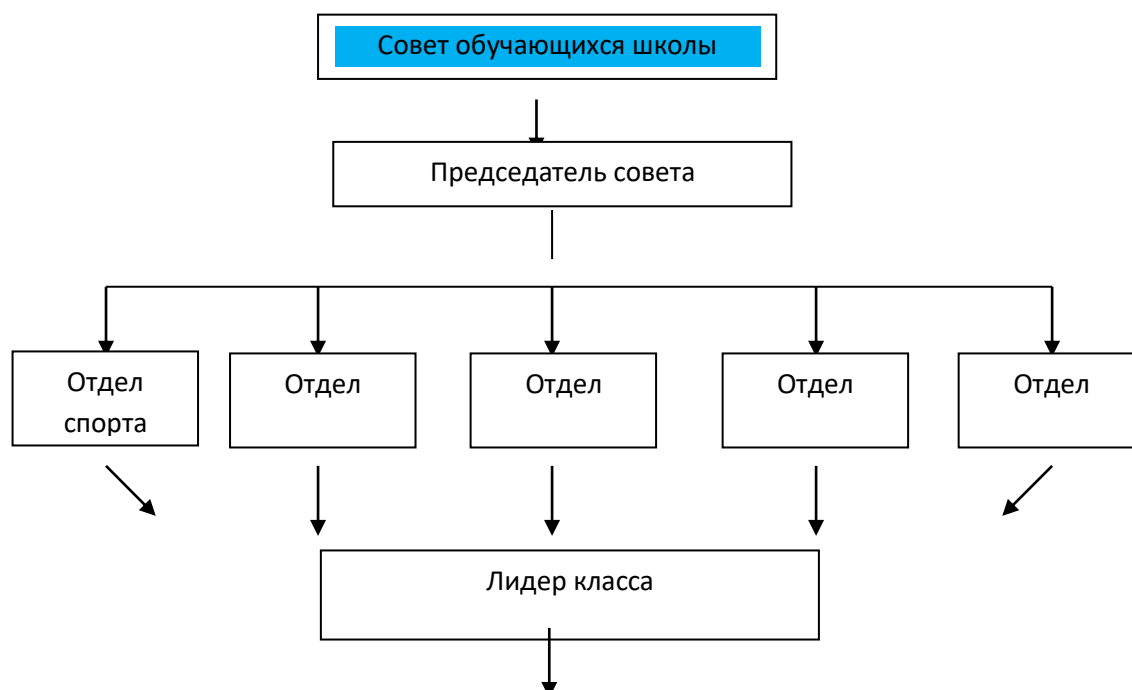 Совет обучающихся школы
Председатель совета
Отдел
спорта
Отдел
Отдел
Отдел
Отдел
Лидер класса